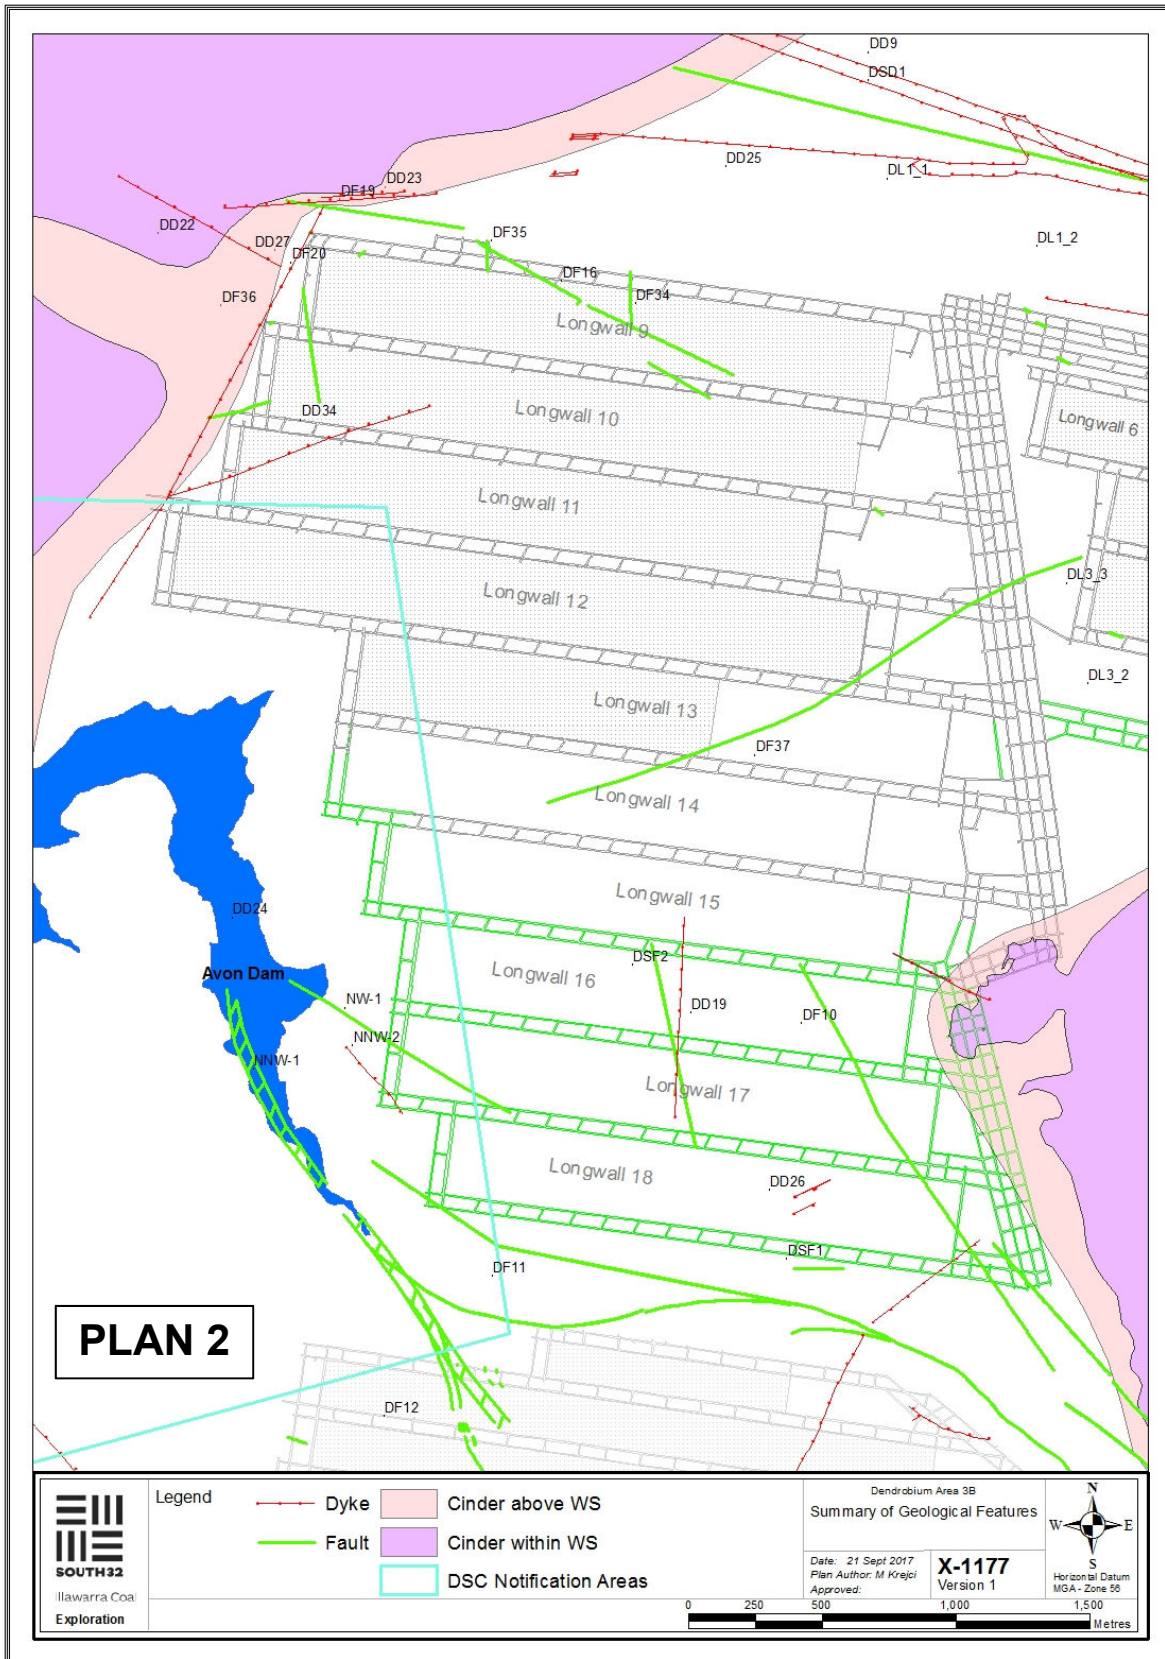 DD9
DSD1
DD25
DL1_1
DF19
DD23
DD22
DD27
DF20
DF35
DL1_2
DF16
DF36
DF34
Longwall 9
DD34
Longwall 10
Longwall 6
Longwall 11
Longwall 12
DL3_3
DL3_2
Longwall 13
DF37
Longwall 14
Longwall 15
DD24
DSF2
Avon Dam
Longwall 16
NW-1
DD19
DF10
NNW-2
NNW-1
Longwall 17
Longwall 18
DD26
DSF1
DF11
PLAN 2
DF12
SOUTH32
Illawarra Coal
Exploration
Legend
Dyke
Fault
Cinder above WS
Cinder within WS
DSC Notification Areas
Dendrobium Area 3B
Summary of Geological Features
Date: 21 Sept 2017
Plan Author: M Krejci
Approved:
X-1177
Version 1
N
W E
S
Horizontal Datum
MGA - Zone 56
0 250 500 1,000 1,500
Metres